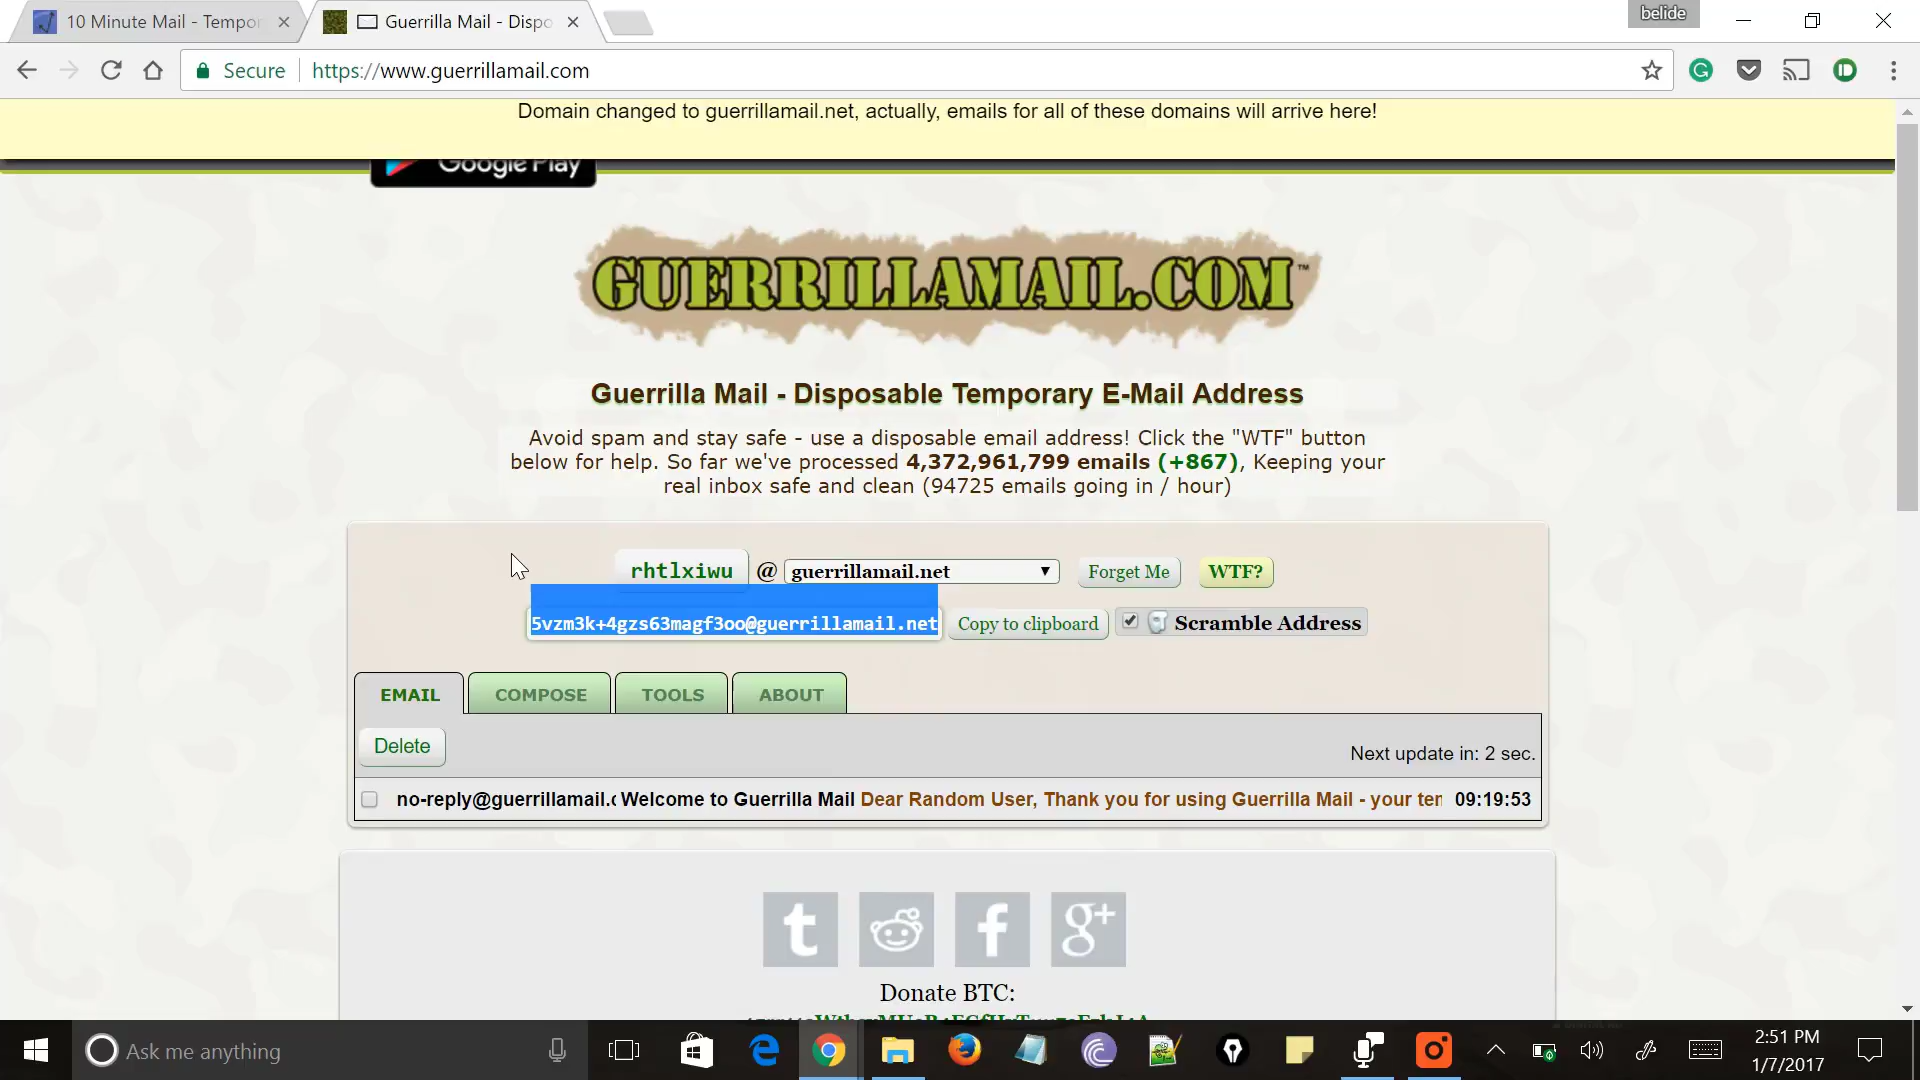 10 Minute Mail - Tempor
Guerrilla Mail - Dispo
belide
Secure
https://www.guerrillamail.com
Domain changed to guerrillamail.net, actually, emails for all of these domains will arrive here!
Google Play
GUERRILLAMAIL.COM™
Guerrilla Mail - Disposable Temporary E-Mail Address
Avoid spam and stay safe - use a disposable email address! Click the "WTF" button
below for help. So far we've processed 4,372,961,799 emails (+867), Keeping your
real inbox safe and clean (94725 emails going in / hour)
rhtlxiwu @ guerrillamail.net Forget Me WTF?
5vzm3k+4gzs63magf3oo@guerrillamail.net Copy to clipboard Scramble Address
EMAIL COMPOSE TOOLS ABOUT
Delete
Next update in: 2 sec.
no-reply@guerrillamail.c Welcome to Guerrilla Mail Dear Random User, Thank you for using Guerrilla Mail - your tem 09:19:53
Donate BTC:
Ask me anything
2:51 PM
1/7/2017